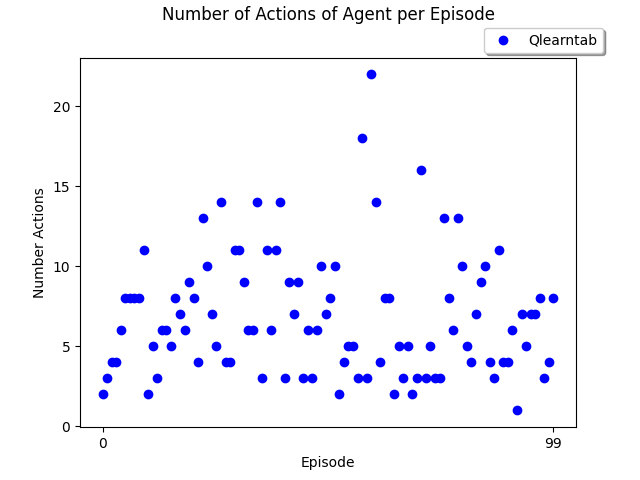 Number of Actions of Agent per Episode
Qlearntab
20
15
10
5
0
Number Actions
0 99
Episode